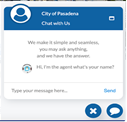 City of Pasadena
Chat with Us
We make it simple and seamless,
you may ask anything,
and we have the answer.
Hi, I'm the agent what's your name?
Type your message here...
Send